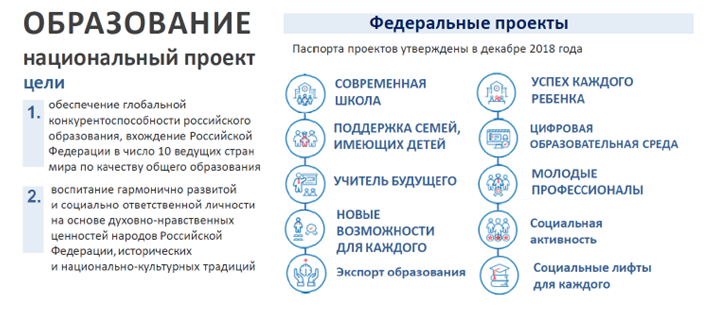 ОБРАЗОВАНИЕ
национальный проект
цели
1. обеспечение глобальной
конкурентоспособности российского
образования, вхождение Российской
Федерации в число 10 ведущих стран
мира по качеству общего образования
2. воспитание гармонично развитой
и социально ответственной личности
на основе духовно-нравственных
ценностей народов Российской
Федерации, исторических
и национально-культурных традиций
Федеральные проекты
Паспорта проектов утверждены в декабре 2018 года
СОВРЕМЕННАЯ
ШКОЛА
ПОДДЕРЖКА СЕМЕЙ,
ИМЕЮЩИХ ДЕТЕЙ
УЧИТЕЛЬ БУДУЩЕГО
НОВЫЕ
ВОЗМОЖНОСТИ
ДЛЯ КАЖДОГО
Экспорт образования
УСПЕХ КАЖДОГО
РЕБЕНКА
ЦИФРОВАЯ
ОБРАЗОВАТЕЛЬНАЯ СРЕДА
МОЛОДЫЕ
ПРОФЕССИОНАЛЫ
Социальная
активность
Социальные лифты
для каждого